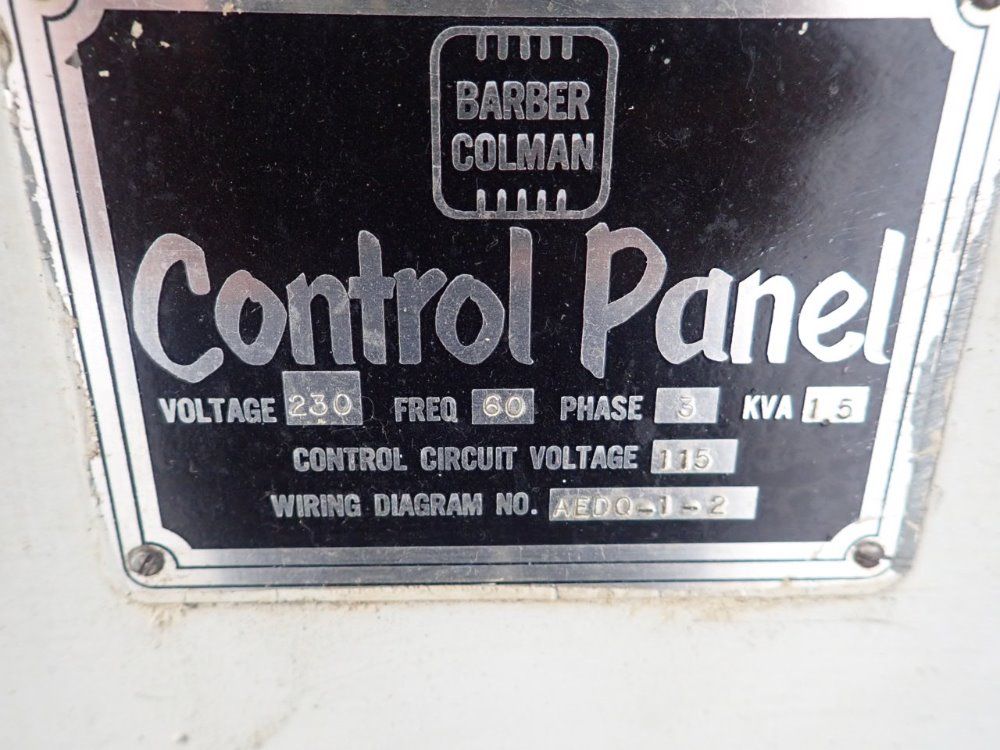 BARBER
COLMAN
Control Panel
VOLTAGE 230 FREQ 60 PHASE 3 KVA 1.5
CONTROL CIRCUIT VOLTAGE 115
WIRING DIAGRAM NO. AEDQ-1-2